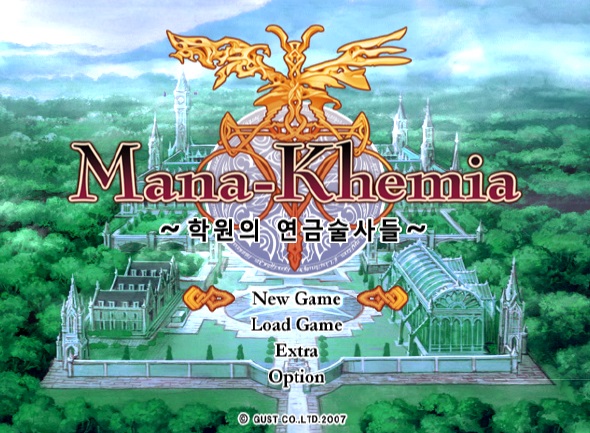 Mana-Khemia
~학원의 연금술사들~
New Game
Load Game
Extra
Option
© GUST CO.,LTD.2007